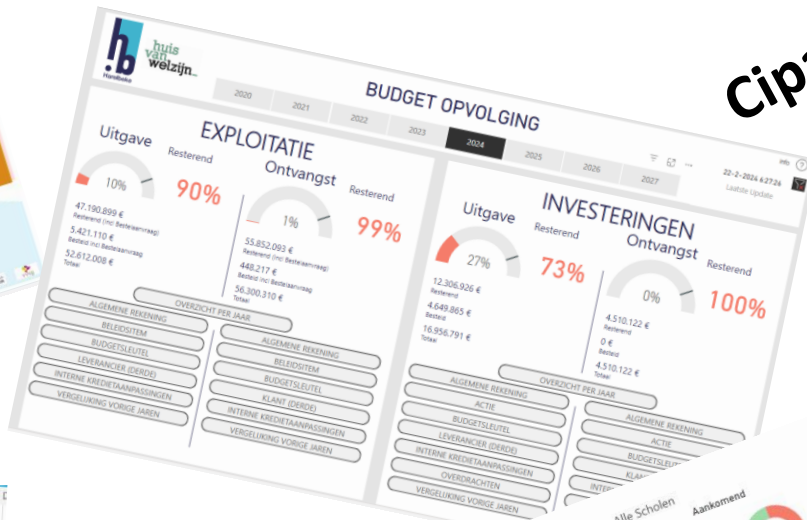 Harelbeke
huis
van
welzijn
BUDGET OPVOLGING
2020
2021
2022
2023
2024
2025
2026
2027
Info
22-2-2024 6:27:26
Laatste Update
EXPLOITATIE
Uitgave
Resterend
10%
90%
47.190.899 €
Resterend (Incl Bestelaanvraag)
5.421.110 €
Besteld Incl Bestelaanvraag
52.612.008 €
Totaal
Ontvangst
Resterend
1%
99%
55.852.093 €
Resterend (Incl Bestelaanvraag)
448.217 €
Besteld Incl Bestelaanvraag
56.300.310 €
Totaal
OVERZICHT PER JAAR
ALGEMENE REKENING
BELEIDSITEM
BUDGETSLEUTEL
LEVERANCIER (DERDE)
INTERNE KREDIETAANPASSINGEN
VERGELIJKING VORIGE JAREN
ALGEMENE REKENING
BELEIDSITEM
BUDGETSLEUTEL
KLANT (DERDE)
INTERNE KREDIETAANPASSINGEN
VERGELIJKING VORIGE JAREN
INVESTERINGEN
Uitgave
Resterend
27%
73%
12.306.926 €
Resterend
4.649.865 €
Besteld
16.956.791 €
Totaal
Ontvangst
Resterend
0%
100%
4.510.122 €
Resterend
0 €
Besteld
4.510.122 €
Totaal
OVERZICHT PER JAAR
ALGEMENE REKENING
ACTIE
BUDGETSLEUTEL
LEVERANCIER (DERDE)
INTERNE KREDIETAANPASSINGEN
OVERDRACHTEN
VERGELIJKING VORIGE JAREN
ALGEMENE REKENING
ACTIE
Alle Scholen
Aankomend